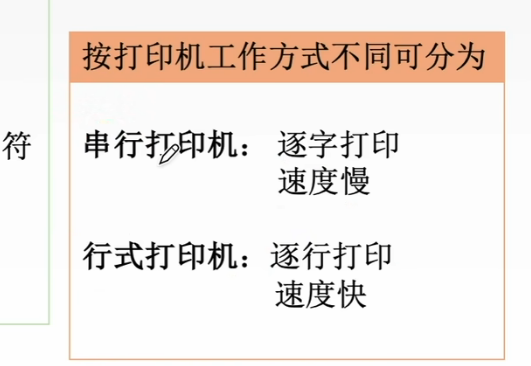 按打印机工作方式不同可分为
符
串行打印机： 逐字打印
速度慢
行式打印机：逐行打印
速度快